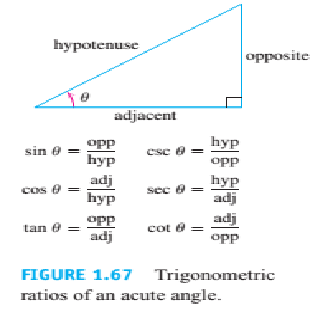 hypotenuse
opposite
θ
adjacent
sin θ = opp/hyp csc θ = hyp/opp
cos θ = adj/hyp sec θ = hyp/adj
tan θ = opp/adj cot θ = adj/opp
FIGURE 1.67 Trigonometric
ratios of an acute angle.